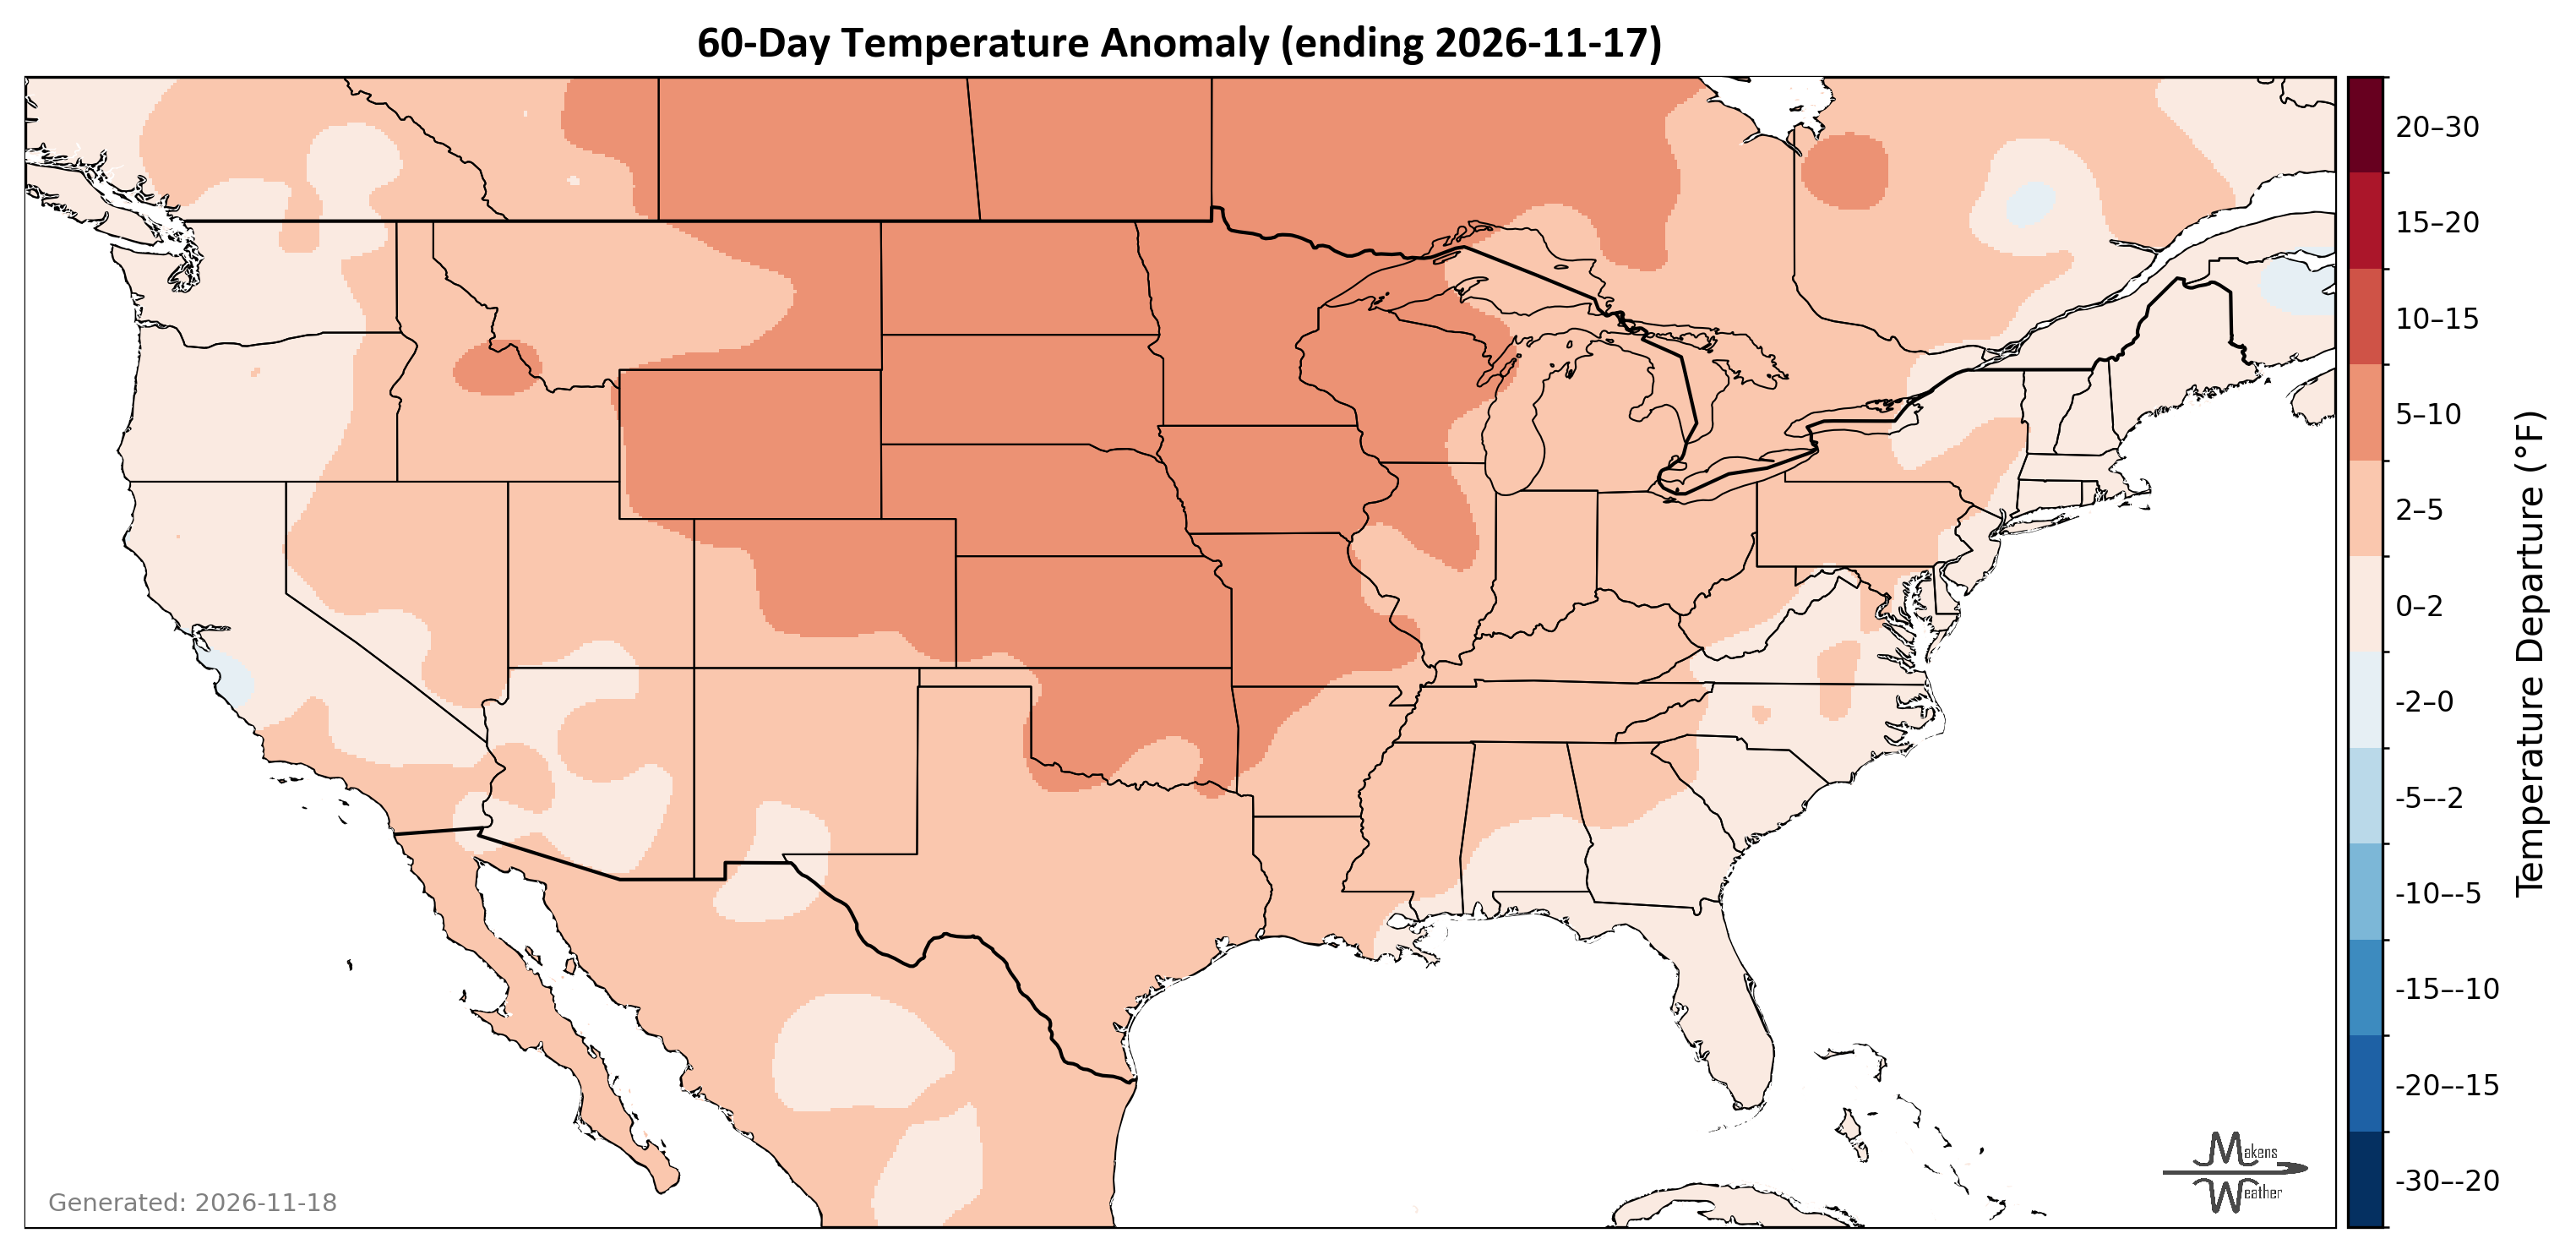 60-Day Temperature Anomaly (ending 2026-11-17)
20–30
15–20
10–15
5–10
2–5
0–2
-2–0
-5–-2
-10–-5
-15–-10
-20–-15
-30–-20
Temperature Departure (°F)
Makens
Weather
Generated: 2026-11-18